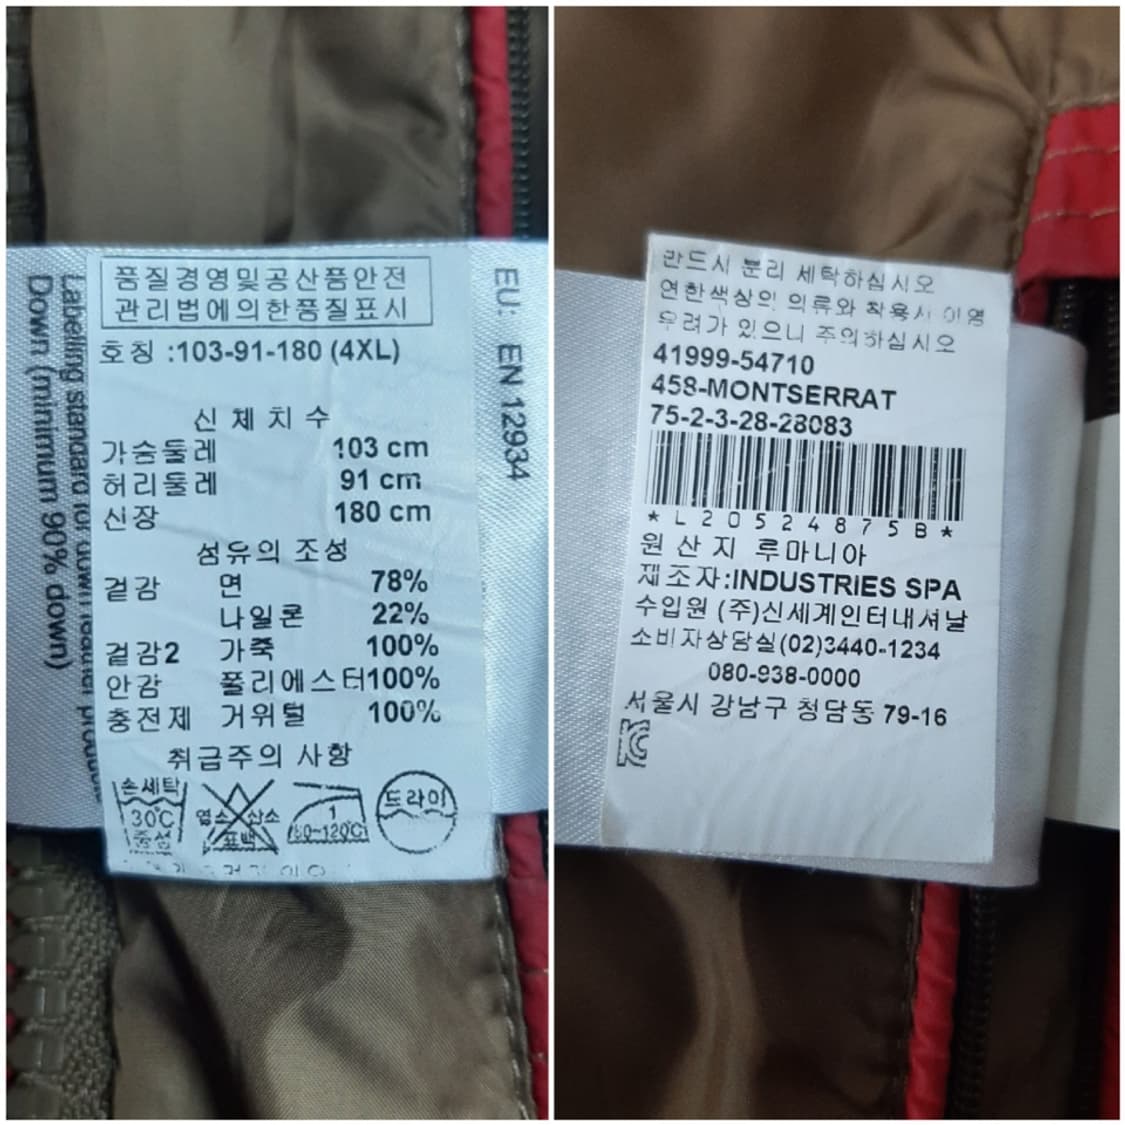 품질경영및공산품안전
관리법에의한품질표시
호칭 :103-91-180 (4XL)
신 체 치 수
가슴둘레 103 cm
허리둘레 91 cm
신장 180 cm
섬유의 조성
겉감 면 78%
나일론 22%
겉감2 가죽 100%
안감 폴리에스터100%
충전제 거위털 100%
취급주의 사항
손세탁
30℃
중성
염소 산소
표백
1
80~120℃
드라이
Labelling standard for down
Down (minimum 90% down)
EU: EN 12934
반드시 분리 세탁하십시오
연한색상의 의류와 착용시 이염
우려가 있으니 주의하십시오
41999-54710
458-MONTSERRAT
75-2-3-28-28083
*L20524875B*
원 산 지 루마니아
제조자:INDUSTRIES SPA
수입원 (주)신세계인터내셔날
소비자상담실(02)3440-1234
080-938-0000
서울시 강남구 청담동 79-16